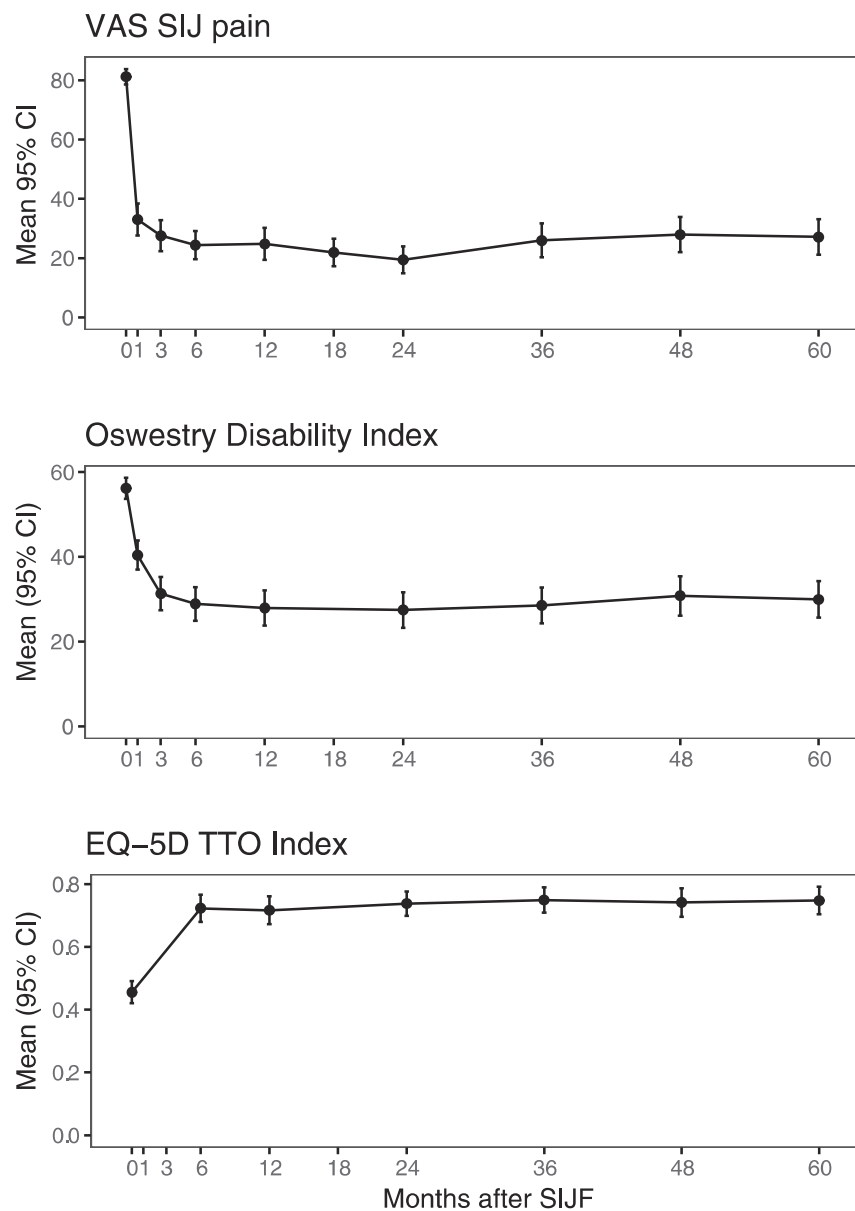 VAS SIJ pain
Mean 95% CI
80
60
40
20
0
0 1 3 6 12 18 24 36 48 60
Oswestry Disability Index
Mean (95% CI)
60
40
20
0
0 1 3 6 12 18 24 36 48 60
EQ–5D TTO Index
Mean (95% CI)
0.8
0.6
0.4
0.2
0.0
0 1 3 6 12 18 24 36 48 60
Months after SIJF